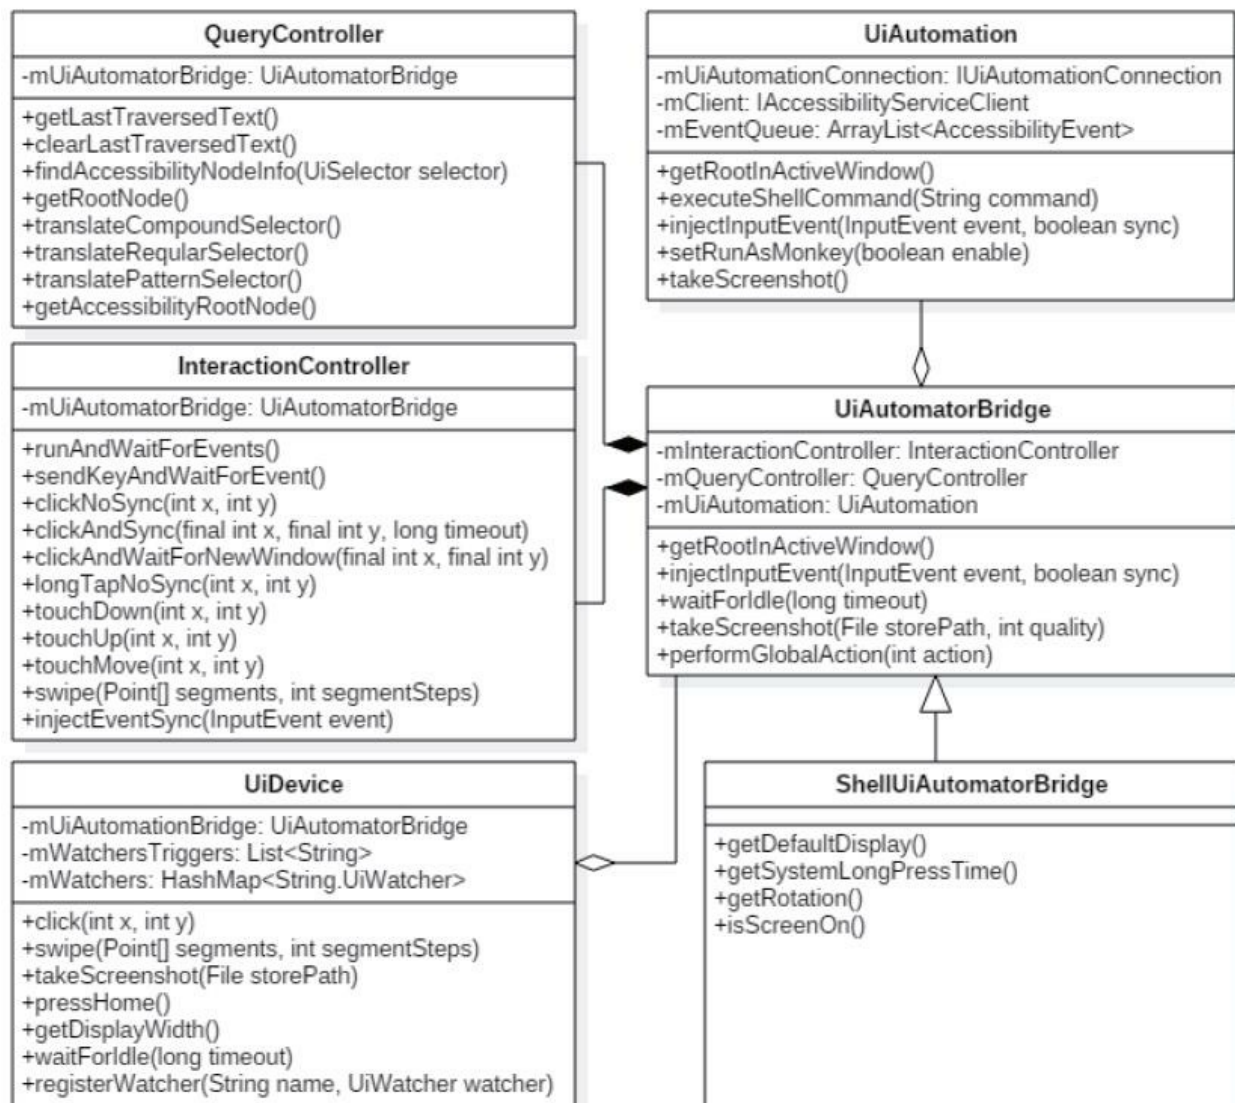 QueryController
-mUiAutomatorBridge: UiAutomatorBridge
+getLastTraversedText()
+clearLastTraversedText()
+findAccessibilityNodeInfo(UiSelector selector)
+getRootNode()
+translateCompoundSelector()
+translateReqularSelector()
+translatePatternSelector()
+getAccessibilityRootNode()
UiAutomation
-mUiAutomationConnection: IUiAutomationConnection
-mClient: IAccessibilityServiceClient
-mEventQueue: ArrayList<AccessibilityEvent>
+getRootInActiveWindow()
+executeShellCommand(String command)
+injectInputEvent(InputEvent event, boolean sync)
+setRunAsMonkey(boolean enable)
+takeScreenshot()
InteractionController
-mUiAutomatorBridge: UiAutomatorBridge
+runAndWaitForEvents()
+sendKeyAndWaitForEvent()
+clickNoSync(int x, int y)
+clickAndSync(final int x, final int y, long timeout)
+clickAndWaitForNewWindow(final int x, final int y)
+longTapNoSync(int x, int y)
+touchDown(int x, int y)
+touchUp(int x, int y)
+touchMove(int x, int y)
+swipe(Point[] segments, int segmentSteps)
+injectEventSync(InputEvent event)
UiAutomatorBridge
-mInteractionController: InteractionController
-mQueryController: QueryController
-mUiAutomation: UiAutomation
+getRootInActiveWindow()
+injectInputEvent(InputEvent event, boolean sync)
+waitForIdle(long timeout)
+takeScreenshot(File storePath, int quality)
+performGlobalAction(int action)
UiDevice
-mUiAutomationBridge: UiAutomatorBridge
-mWatchersTriggers: List<String>
-mWatchers: HashMap<String.UiWatcher>
+click(int x, int y)
+swipe(Point[] segments, int segmentSteps)
+takeScreenshot(File storePath)
+pressHome()
+getDisplayWidth()
+waitForIdle(long timeout)
+registerWatcher(String name, UiWatcher watcher)
ShellUiAutomatorBridge
+getDefaultDisplay()
+getSystemLongPressTime()
+getRotation()
+isScreenOn()